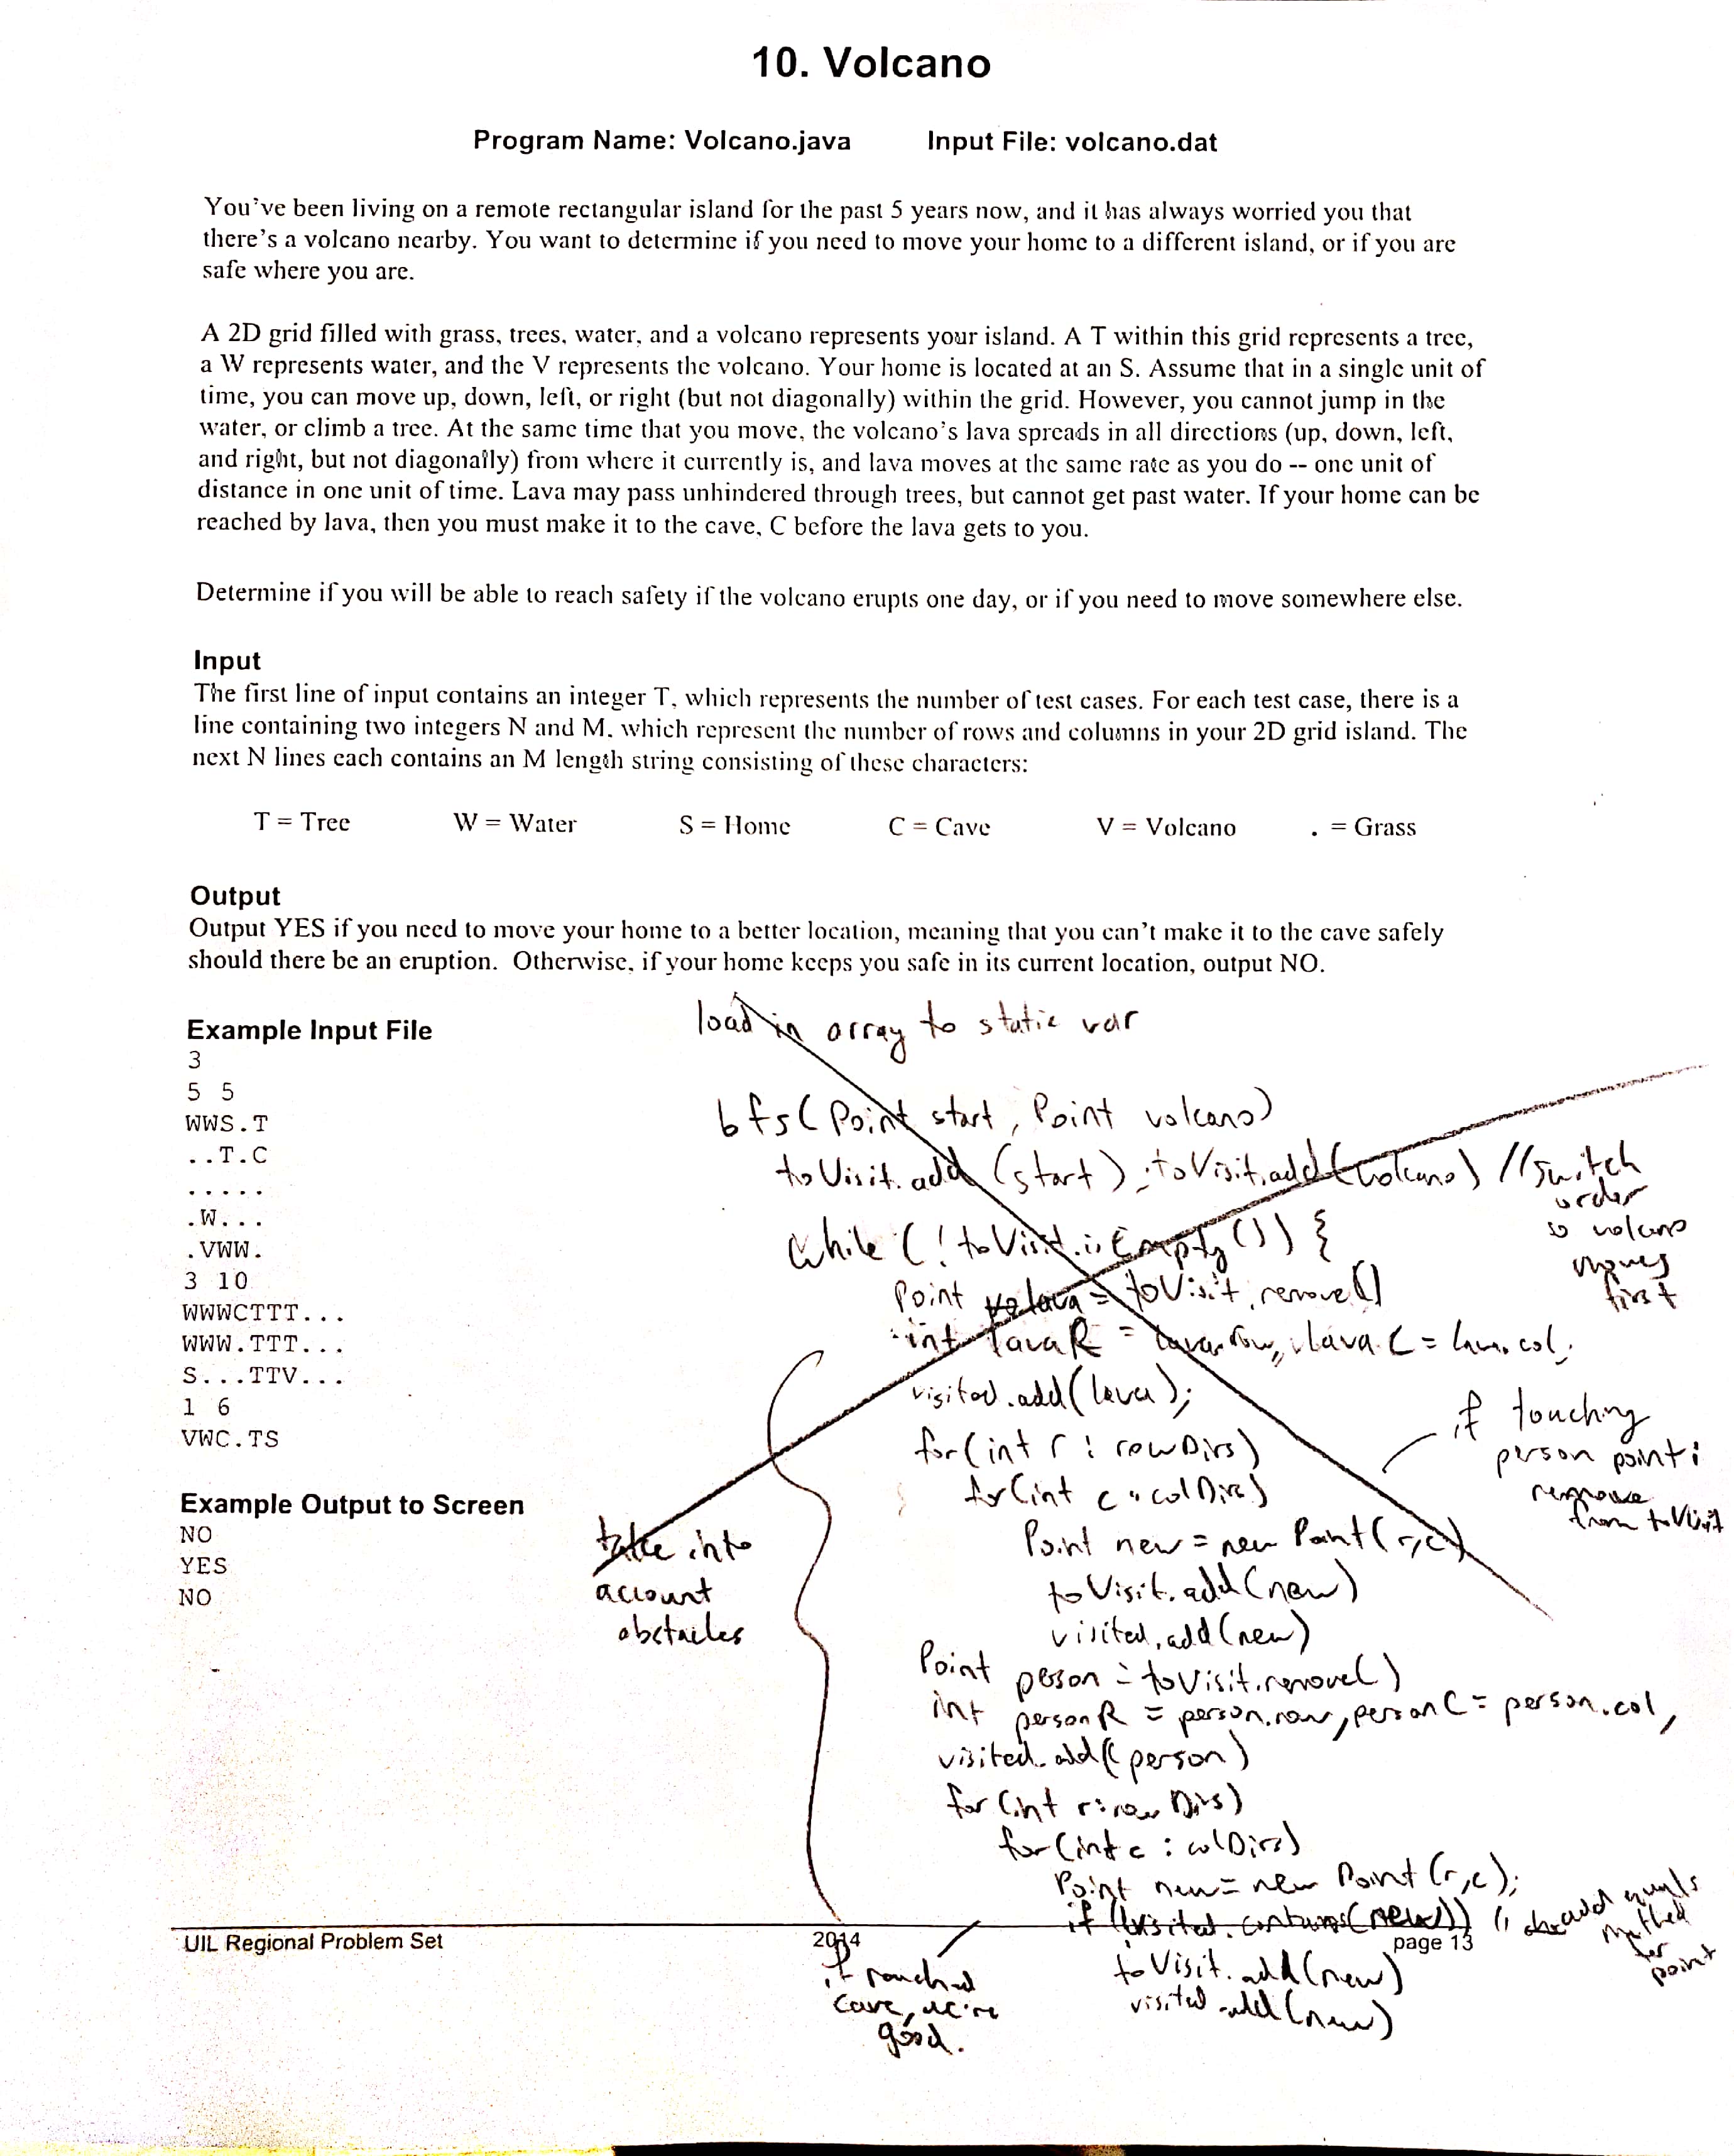 10. Volcano
Program Name: Volcano.java Input File: volcano.dat
You've been living on a remote rectangular island for the past 5 years now, and it has always worried you that
there's a volcano nearby. You want to determine if you need to move your home to a different island, or if you are
safe where you are.
A 2D grid filled with grass, trees, water, and a volcano represents your island. A T within this grid represents a tree,
a W represents water, and the V represents the volcano. Your home is located at an S. Assume that in a single unit of
time, you can move up, down, left, or right (but not diagonally) within the grid. However, you cannot jump in the
water, or climb a tree. At the same time that you move, the volcano's lava spreads in all directions (up, down, left,
and right, but not diagonally) from where it currently is, and lava moves at the same rate as you do -- one unit of
distance in one unit of time. Lava may pass unhindered through trees, but cannot get past water. If your home can be
reached by lava, then you must make it to the cave, C before the lava gets to you.
Determine if you will be able to reach safety if the volcano erupts one day, or if you need to move somewhere else.
Input
The first line of input contains an integer T, which represents the number of test cases. For each test case, there is a
line containing two integers N and M, which represent the number of rows and columns in your 2D grid island. The
next N lines each contains an M length string consisting of these characters:
T = Tree W = Water S = Home C = Cave V = Volcano . = Grass
Output
Output YES if you need to move your home to a better location, meaning that you can't make it to the cave safely
should there be an eruption. Otherwise, if your home keeps you safe in its current location, output NO.
Example Input File
3
5 5
WWS.T
..T.C
.....
.W...
.VWW.
3 10
WWWCTTT...
WWW.TTT...
S...TTV...
1 6
VWC.TS
Example Output to Screen
NO
YES
NO
load in array to static var
bfs(Point start, Point volcano)
toVisit.add(start); toVisit.add(volcano) //switch
order
so volcano
moves
first
while (!toVisit.isEmpty()) {
Point lava = toVisit.remove()
int lavaR = lava.row, lavaC = lava.col;
visited.add(lava);
for(int r : rowDirs)
for(int c : colDirs)
if touching
person point:
remove
from toVisit
Point new = new Point(r,c)
toVisit.add(new)
visited.add(new)
take into
account
obstacles
Point person = toVisit.remove()
int personR = person.row, personC = person.col,
visited.add(person)
for(int r : rowDirs)
for(int c : colDirs)
Point new = new Point(r,c);
if (!visited.contains(new)) // add equals
method
for
point
toVisit.add(new)
visited.add(new)
if reached
cave, we're
good.
UIL Regional Problem Set 2014 page 13